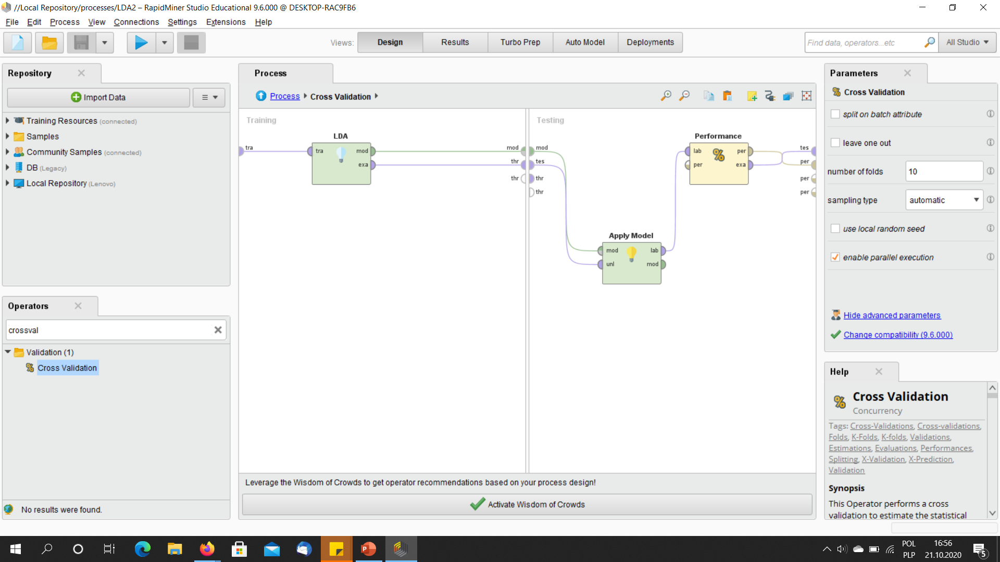 //Local Repository/processes/LDA2 – RapidMiner Studio Educational 9.6.000 @ DESKTOP-RAC9FB6
File Edit Process View Connections Settings Extensions Help
Views: Design Results Turbo Prep Auto Model Deployments
Find data, operators...etc
All Studio
Repository
Import Data
Training Resources (connected)
Samples
Community Samples (connected)
DB (Legacy)
Local Repository (Lenovo)
Operators
crossval
Validation (1)
Cross Validation
No results were found.
Process
Process Cross Validation
Training
tra
LDA
tra mod
exa
mod
thr
thr
Testing
mod
tes
thr
thr
Apply Model
mod lab
unl mod
Performance
lab per
per exa
tes
per
per
per
Leverage the Wisdom of Crowds to get operator recommendations based on your process design!
Activate Wisdom of Crowds
Parameters
Cross Validation
split on batch attribute
leave one out
number of folds 10
sampling type automatic
use local random seed
enable parallel execution
Hide advanced parameters
Change compatibility (9.6.000)
Help
Cross Validation
Concurrency
Tags: Cross-Validations, Cross-validations,
Folds, K-Folds, K-folds, Validations,
Estimations, Evaluations, Performances,
Splitting, X-Validation, X-Prediction,
Validation
Synopsis
This Operator performs a cross
validation to estimate the statistical
POL
PLP
16:56
21.10.2020
5